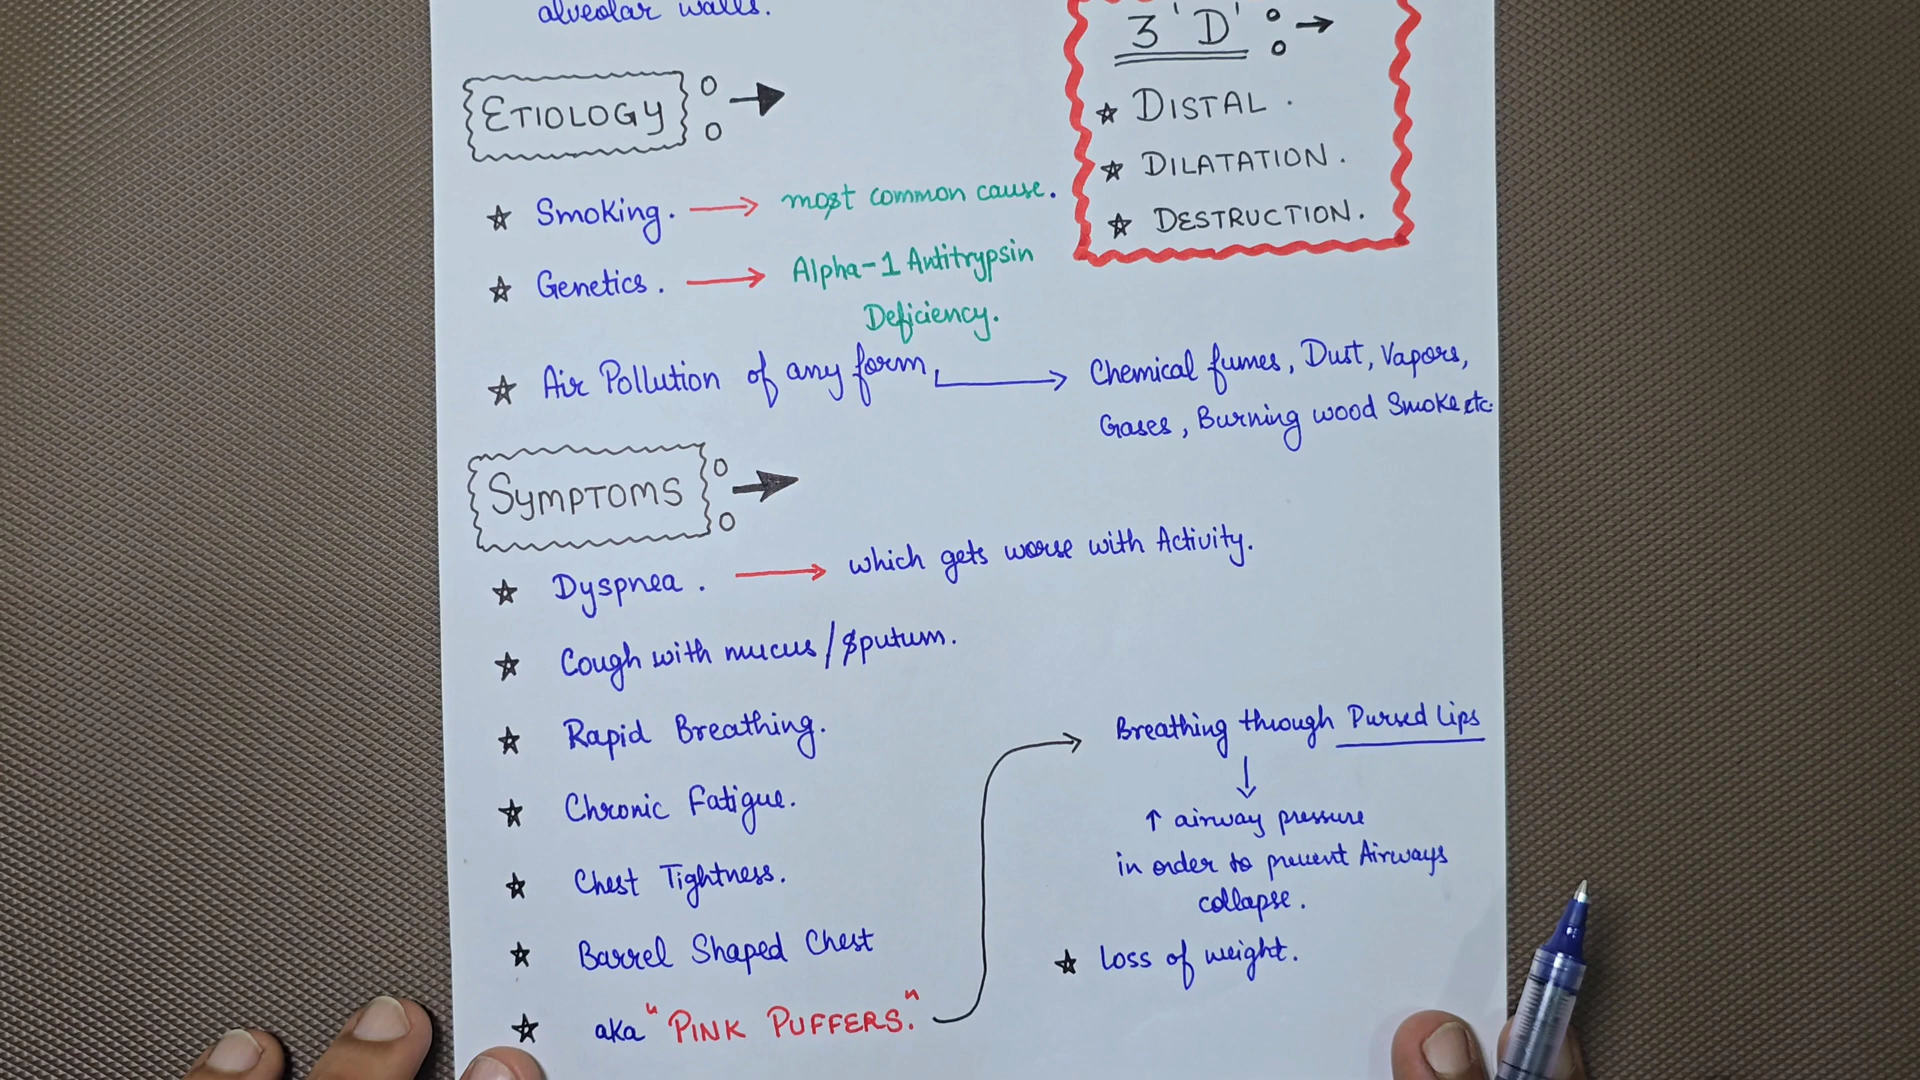 alveolar walls.
3 'D' :→
★ DISTAL.
★ DILATATION.
★ DESTRUCTION.
ETIOLOGY :→
★ Smoking. → most common cause.
★ Genetics. → Alpha-1 Antitrypsin
Deficiency.
★ Air Pollution of any form, → Chemical fumes, Dust, Vapors,
Gases, Burning wood Smoke etc.
SYMPTOMS :→
★ Dyspnea. → which gets worse with Activity.
★ Cough with mucus/sputum.
★ Rapid Breathing.
★ Chronic Fatigue.
★ Chest Tightness.
★ Barrel Shaped Chest
★ aka "PINK PUFFERS." →
Breathing through Pursed Lips
↓
↑ airway pressure
in order to prevent Airways
collapse.
★ Loss of weight.